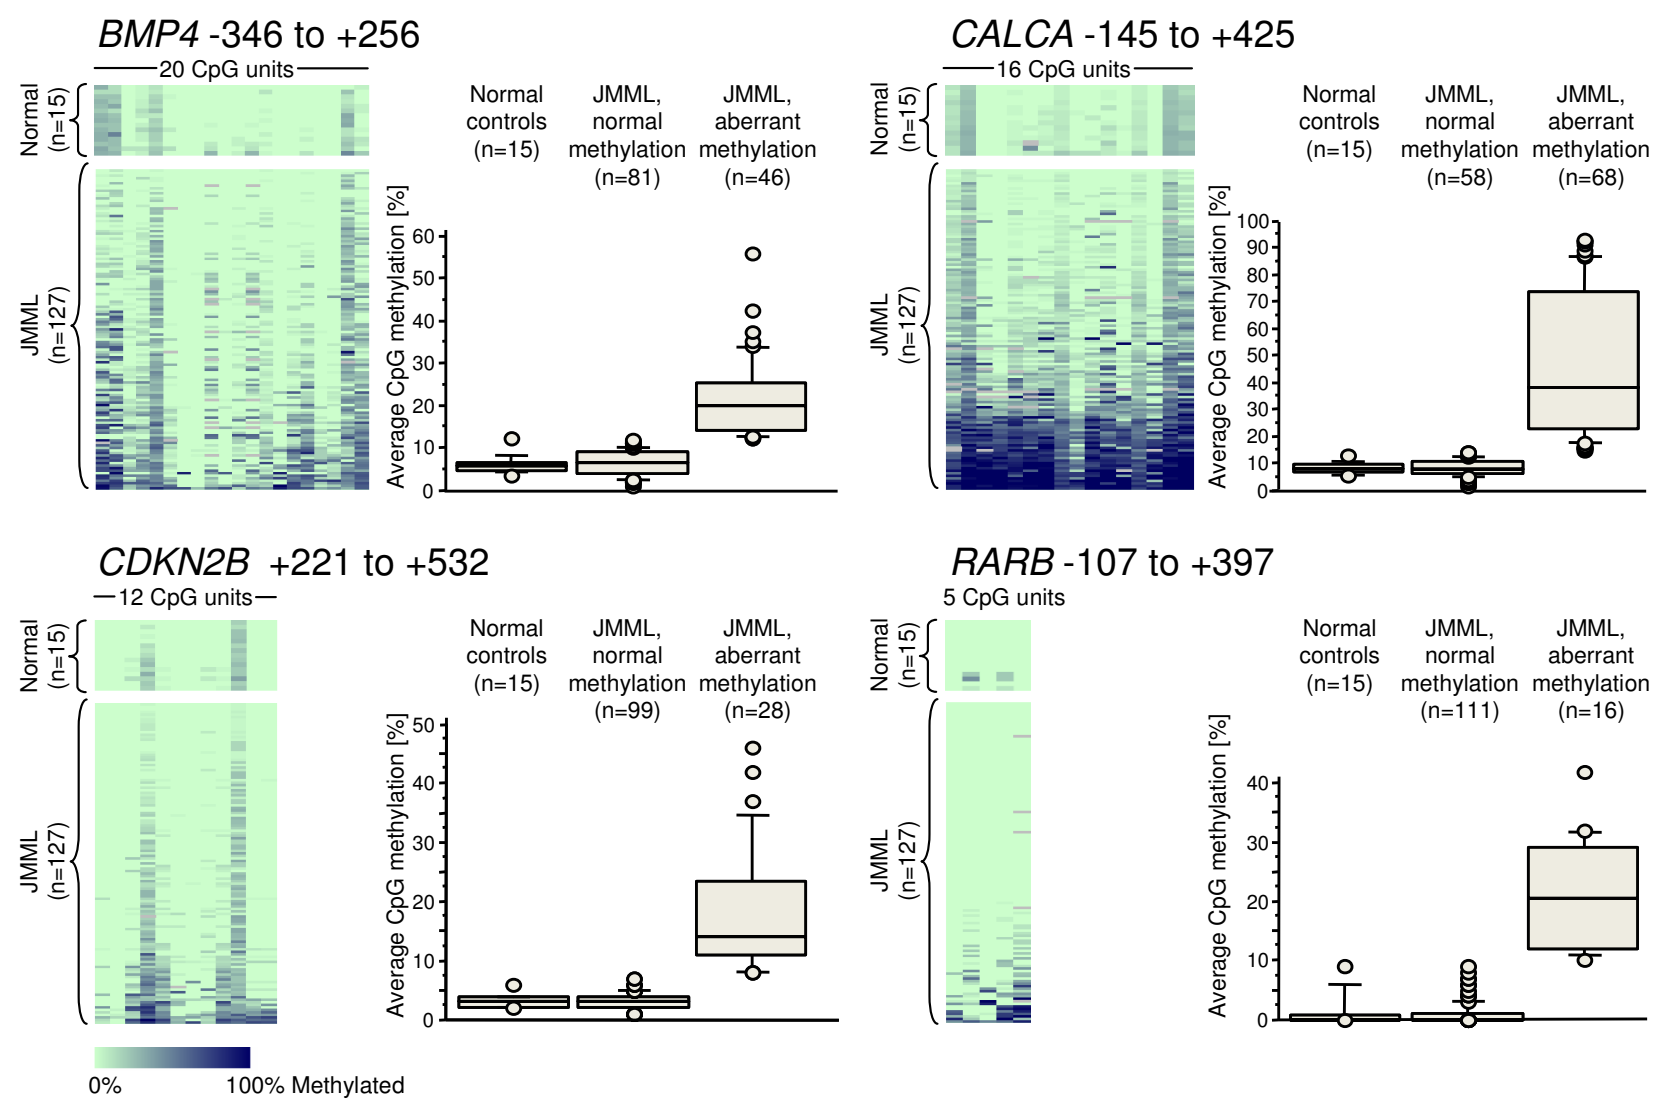 BMP4 -346 to +256
20 CpG units
Normal
(n=15)
JMML
(n=127)
Normal
controls
(n=15)
JMML,
normal
methylation
(n=81)
JMML,
aberrant
methylation
(n=46)
Average CpG methylation [%]
60
50
40
30
20
10
0
CALCA -145 to +425
16 CpG units
Normal
(n=15)
JMML
(n=127)
Normal
controls
(n=15)
JMML,
normal
methylation
(n=58)
JMML,
aberrant
methylation
(n=68)
Average CpG methylation [%]
100
90
80
70
60
50
40
30
20
10
0
CDKN2B +221 to +532
12 CpG units
Normal
(n=15)
JMML
(n=127)
Normal
controls
(n=15)
JMML,
normal
methylation
(n=99)
JMML,
aberrant
methylation
(n=28)
Average CpG methylation [%]
50
40
30
20
10
0
RARB -107 to +397
5 CpG units
Normal
(n=15)
JMML
(n=127)
Normal
controls
(n=15)
JMML,
normal
methylation
(n=111)
JMML,
aberrant
methylation
(n=16)
Average CpG methylation [%]
40
30
20
10
0
0% 100% Methylated